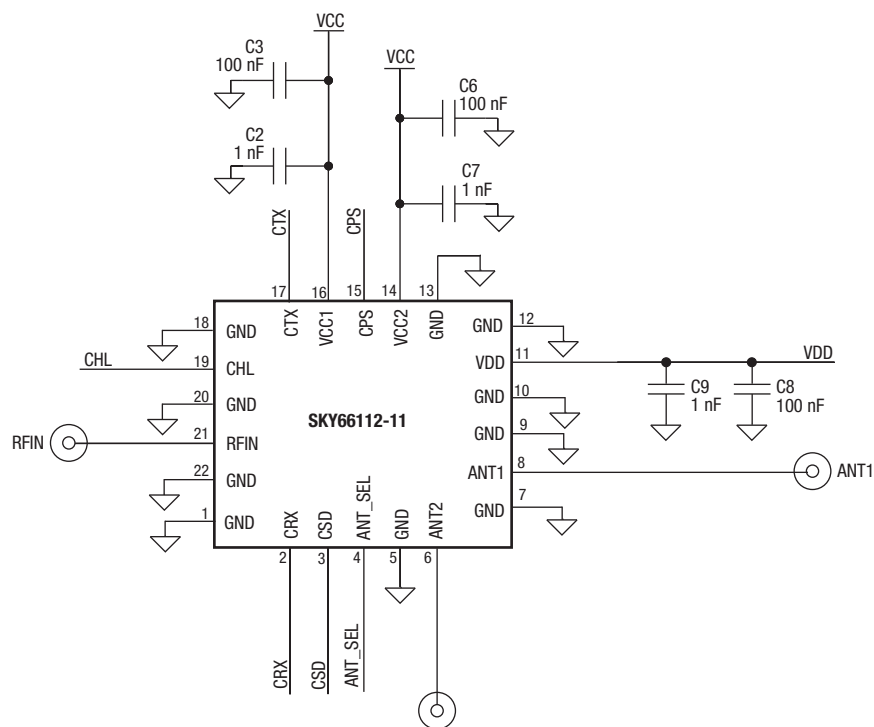 VCC
C3
100 nF
VCC
C6
100 nF
C2
1 nF
C7
1 nF
CTX
CPS
17
16
15
14
13
CTX
VCC1
CPS
VCC2
GND
18
GND
GND
12
19
CHL
CHL
VDD
11
VDD
20
GND
GND
10
C9
1 nF
C8
100 nF
SKY66112-11
RFIN
21
RFIN
GND
9
ANT1
8
ANT1
22
GND
GND
7
1
GND
CRX
CSD
ANT_SEL
GND
ANT2
2
3
4
5
6
CRX
CSD
ANT_SEL